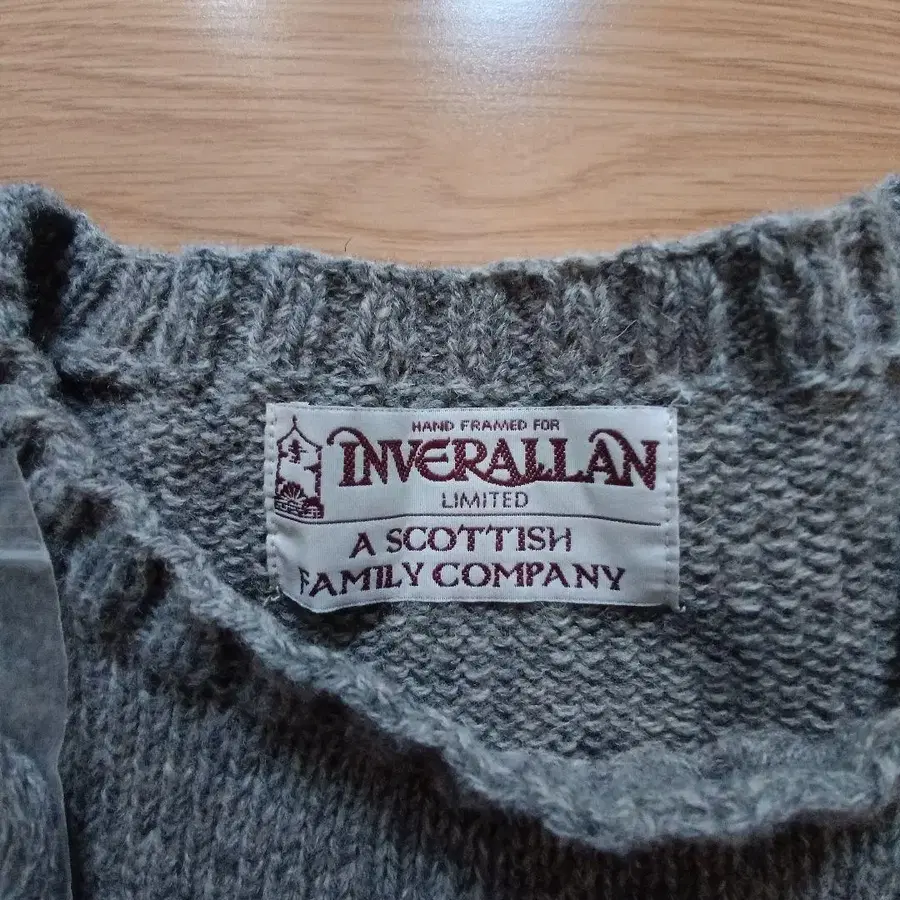 HAND FRAMED FOR
INVERALLAN
LIMITED
A SCOTTISH
FAMILY COMPANY